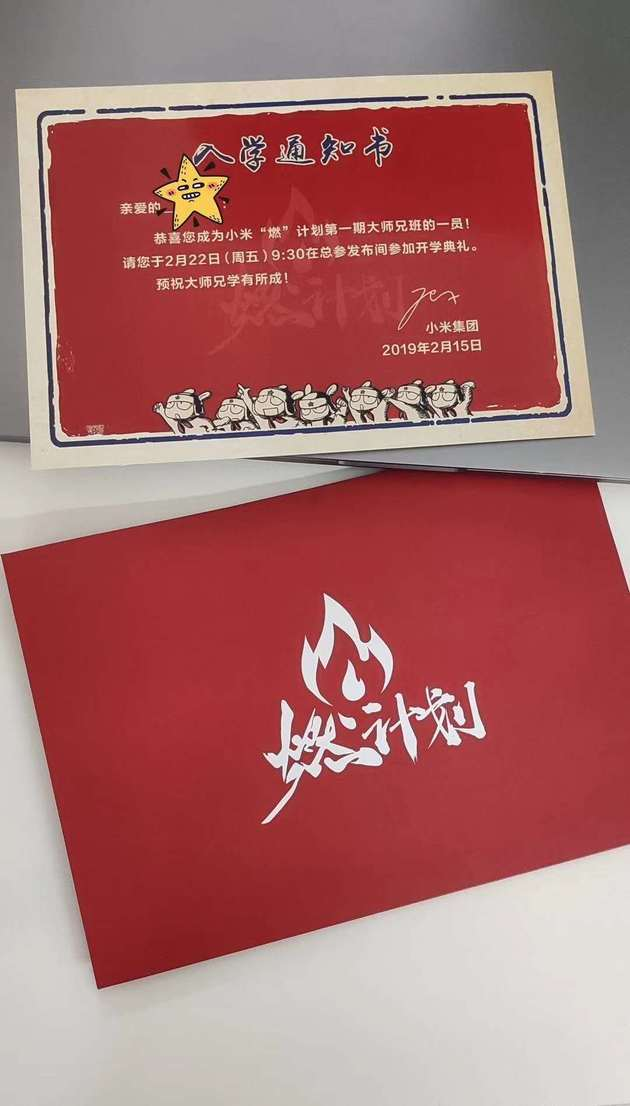 入学通知书
亲爱的
恭喜您成为小米“燃”计划第一期大师兄班的一员！
请您于2月22日(周五)9:30在总参发布间参加开学典礼。
预祝大师兄学有所成！
燃计划
小米集团
2019年2月15日
燃计划